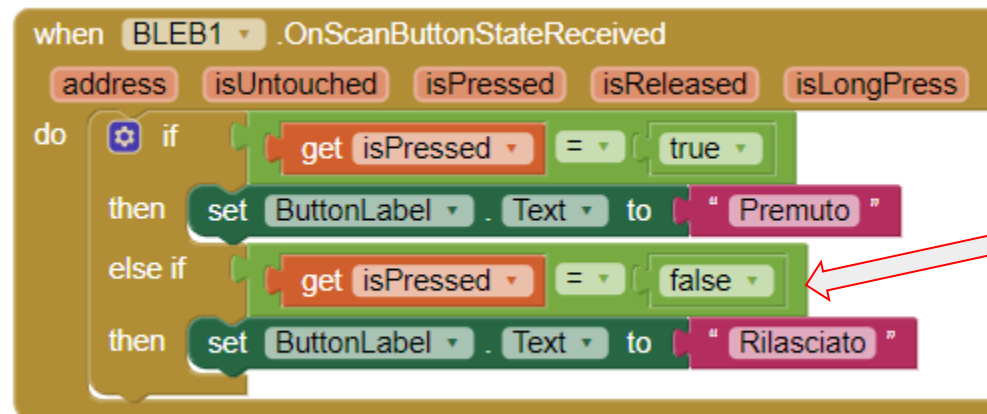 when BLEB1 .OnScanButtonStateReceived
address isUntouched isPressed isReleased isLongPress
do if get isPressed = true
then set ButtonLabel . Text to " Premuto "
else if get isPressed = false
then set ButtonLabel . Text to " Rilasciato "